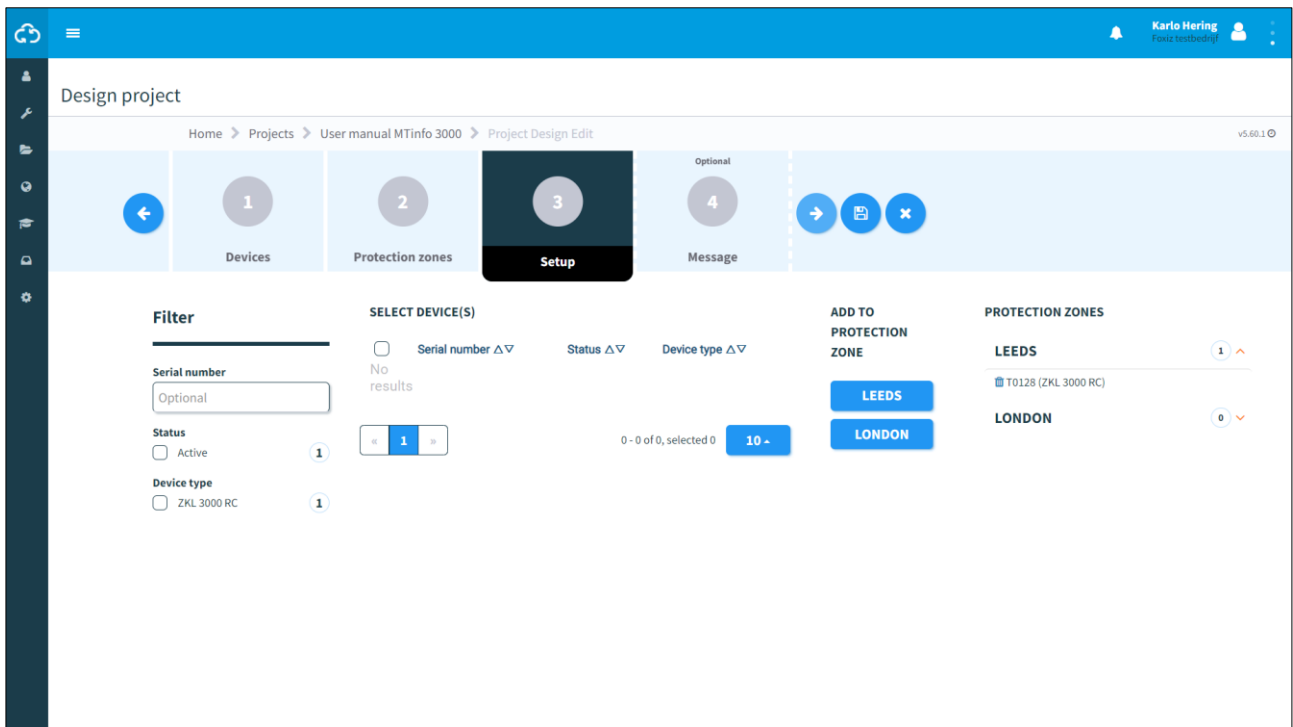 Karlo Hering
Fosiz testbedrijf
Design project
Home Projects User manual MTinfo 3000 Project Design Edit
v5.60.1
1
Devices
2
Protection zones
3
Setup
Optional
4
Message
Filter
Serial number
Optional
Status
Active 1
Device type
ZKL 3000 RC 1
SELECT DEVICE(S)
Serial number Status Device type
No
results
« 1 »
0 - 0 of 0, selected 0
10
ADD TO
PROTECTION
ZONE
LEEDS
LONDON
PROTECTION ZONES
LEEDS 1
T0128 (ZKL 3000 RC)
LONDON 0